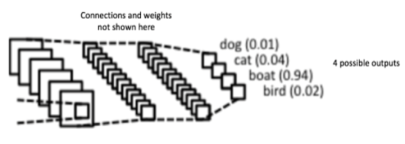 Connections and weights
not shown here
dog (0.01)
cat (0.04)
boat (0.94)
bird (0.02)
4 possible outputs